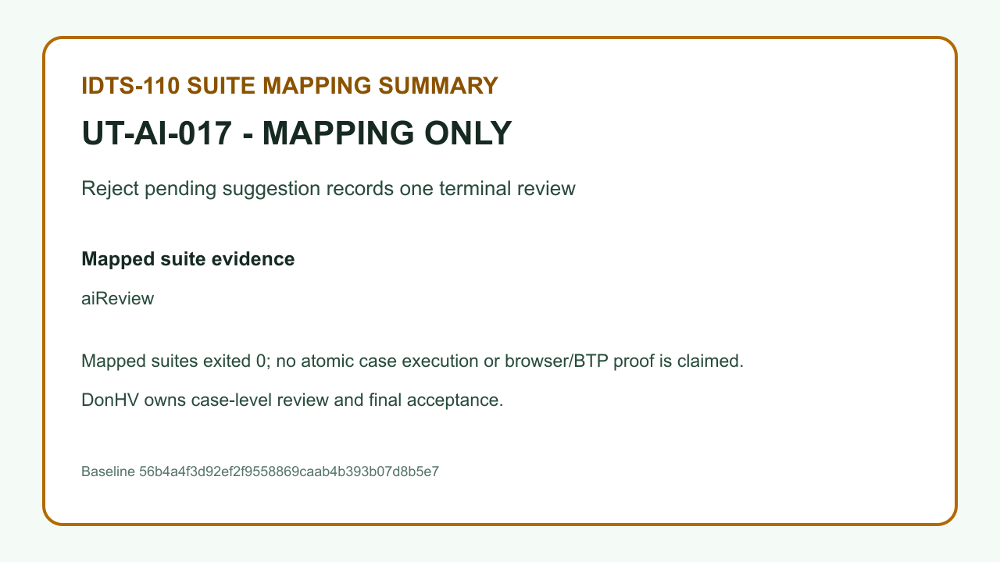 IDTS-110 SUITE MAPPING SUMMARY
UT-AI-017 - MAPPING ONLY
Reject pending suggestion records one terminal review
Mapped suite evidence
aiReview
Mapped suites exited 0; no atomic case execution or browser/BTP proof is claimed.
DonHV owns case-level review and final acceptance.
Baseline 56b4a4f3d92ef2f9558869caab4b393b07d8b5e7